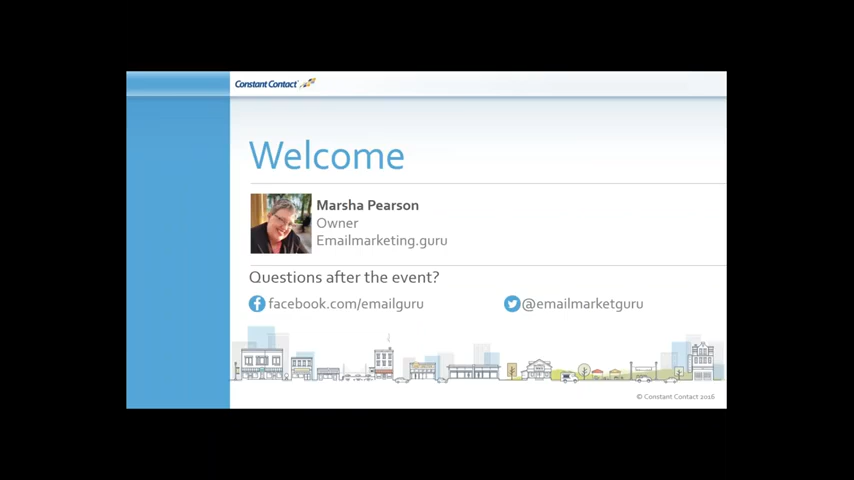 Constant Contact
Welcome
Marsha Pearson
Owner
Emailmarketing.guru
Questions after the event?
facebook.com/emailguru
@emailmarketguru
© Constant Contact 2016